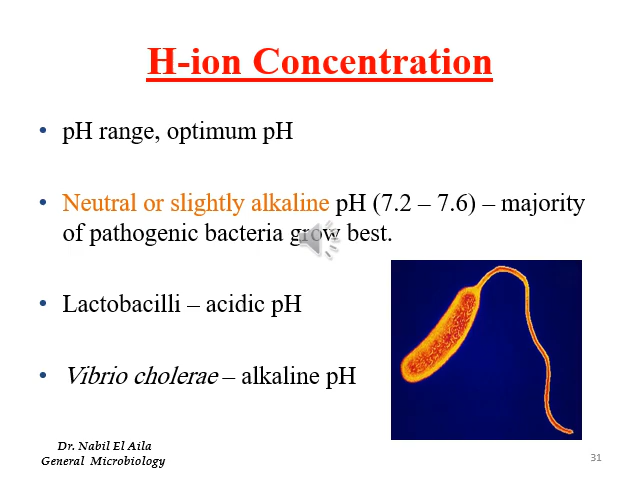 H-ion Concentration
• pH range, optimum pH
• Neutral or slightly alkaline pH (7.2 – 7.6) – majority
of pathogenic bacteria grow best.
• Lactobacilli – acidic pH
• Vibrio cholerae – alkaline pH
Dr. Nabil El Aila
General Microbiology
31